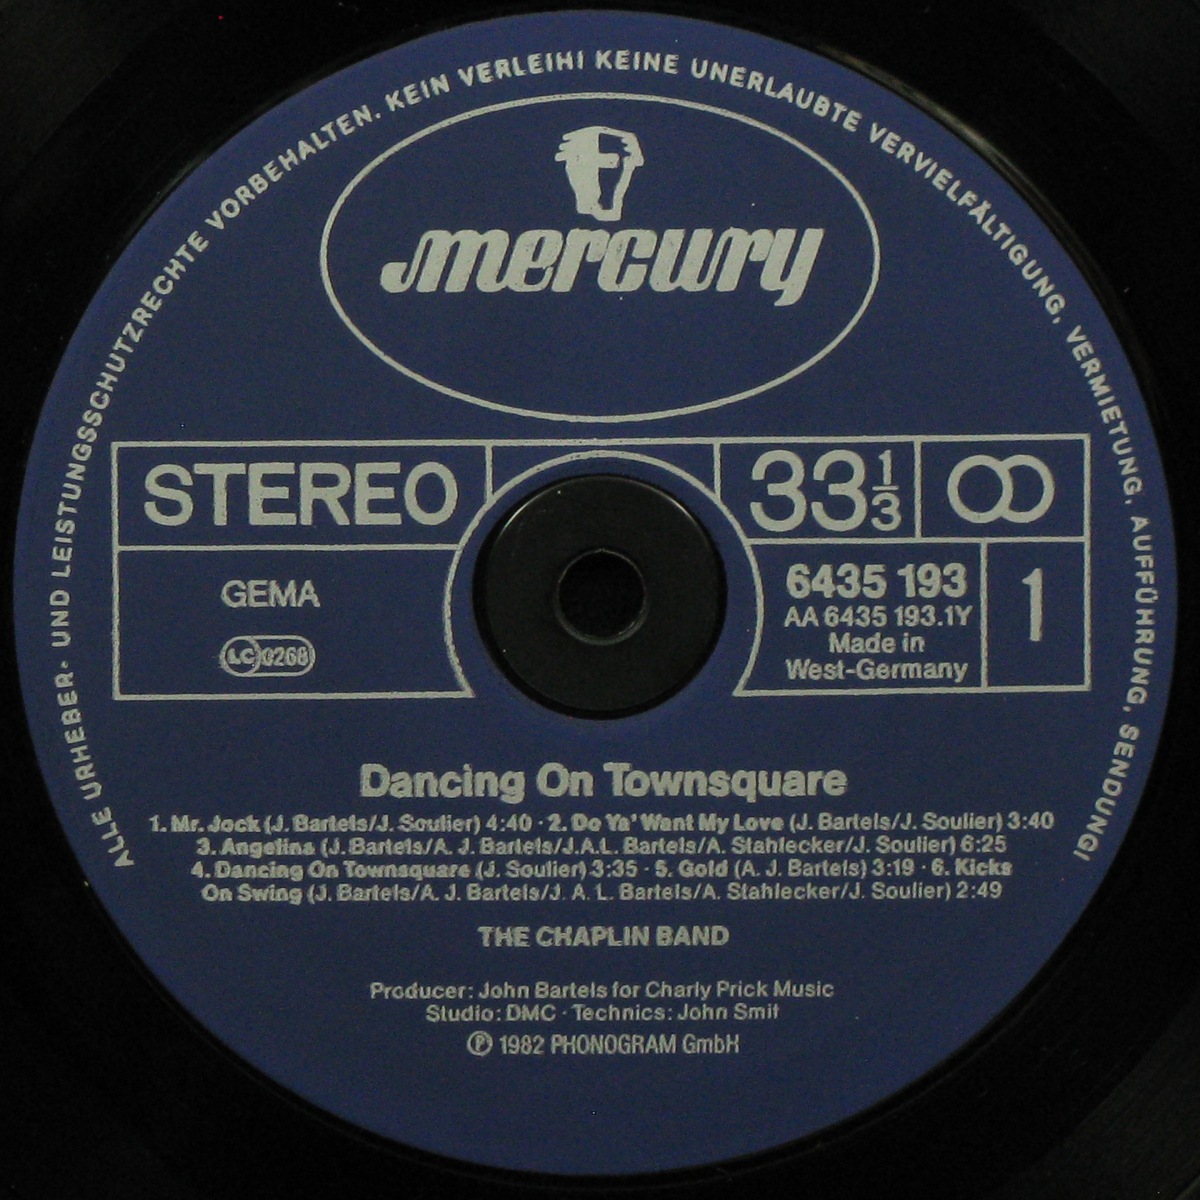 ALLE URHEBER- UND LEISTUNGSSCHUTZRECHTE VORBEHALTEN. KEIN VERLEIH! KEINE UNERLAUBTE VERVIELFÄLTIGUNG, VERMIETUNG, AUFFÜHRUNG, SENDUNG!
mercury
STEREO
33 1/3
GEMA
LC 0268
6435 193
AA 6435 193.1Y
Made in
West-Germany
1
Dancing On Townsquare
1. Mr. Jock (J. Bartels/J. Soulier) 4:40 · 2. Do Ya' Want My Love (J. Bartels/J. Soulier) 3:40
3. Angelina (J. Bartels/A. J. Bartels/J.A.L. Bartels/A. Stahlecker/J. Soulier) 6:25
4. Dancing On Townsquare (J. Soulier) 3:35 · 5. Gold (A. J. Bartels) 3:19 · 6. Kicks
On Swing (J. Bartels/A. J. Bartels/J. A. L. Bartels/A. Stahlecker/J. Soulier) 2:49
THE CHAPLIN BAND
Producer: John Bartels for Charly Prick Music
Studio: DMC · Technics: John Smit
℗ 1982 PHONOGRAM GmbH